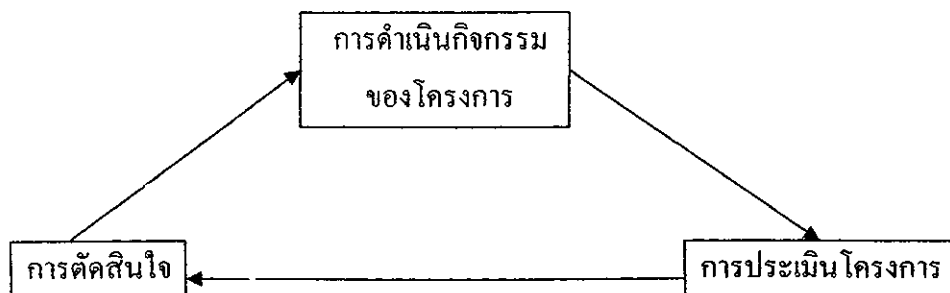 การดำเนินกิจกรรม
ของโครงการ
การตัดสินใจ
การประเมินโครงการ